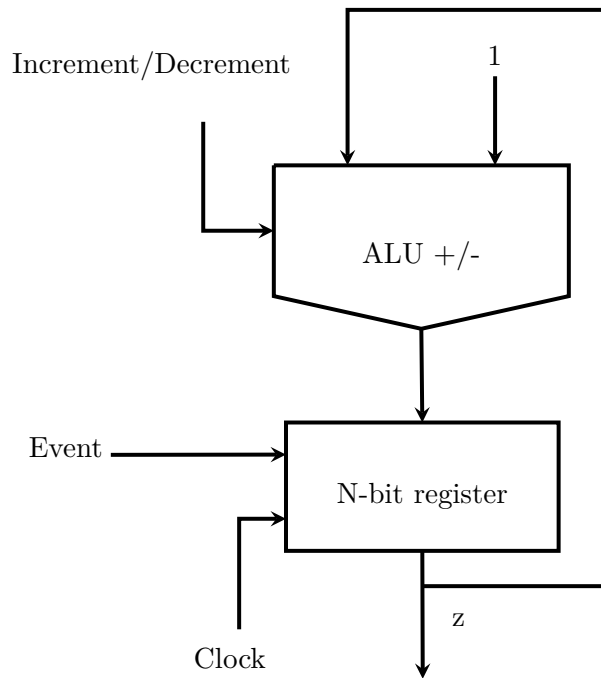 1
Increment/Decrement
ALU +/-
Event
N-bit register
z
Clock